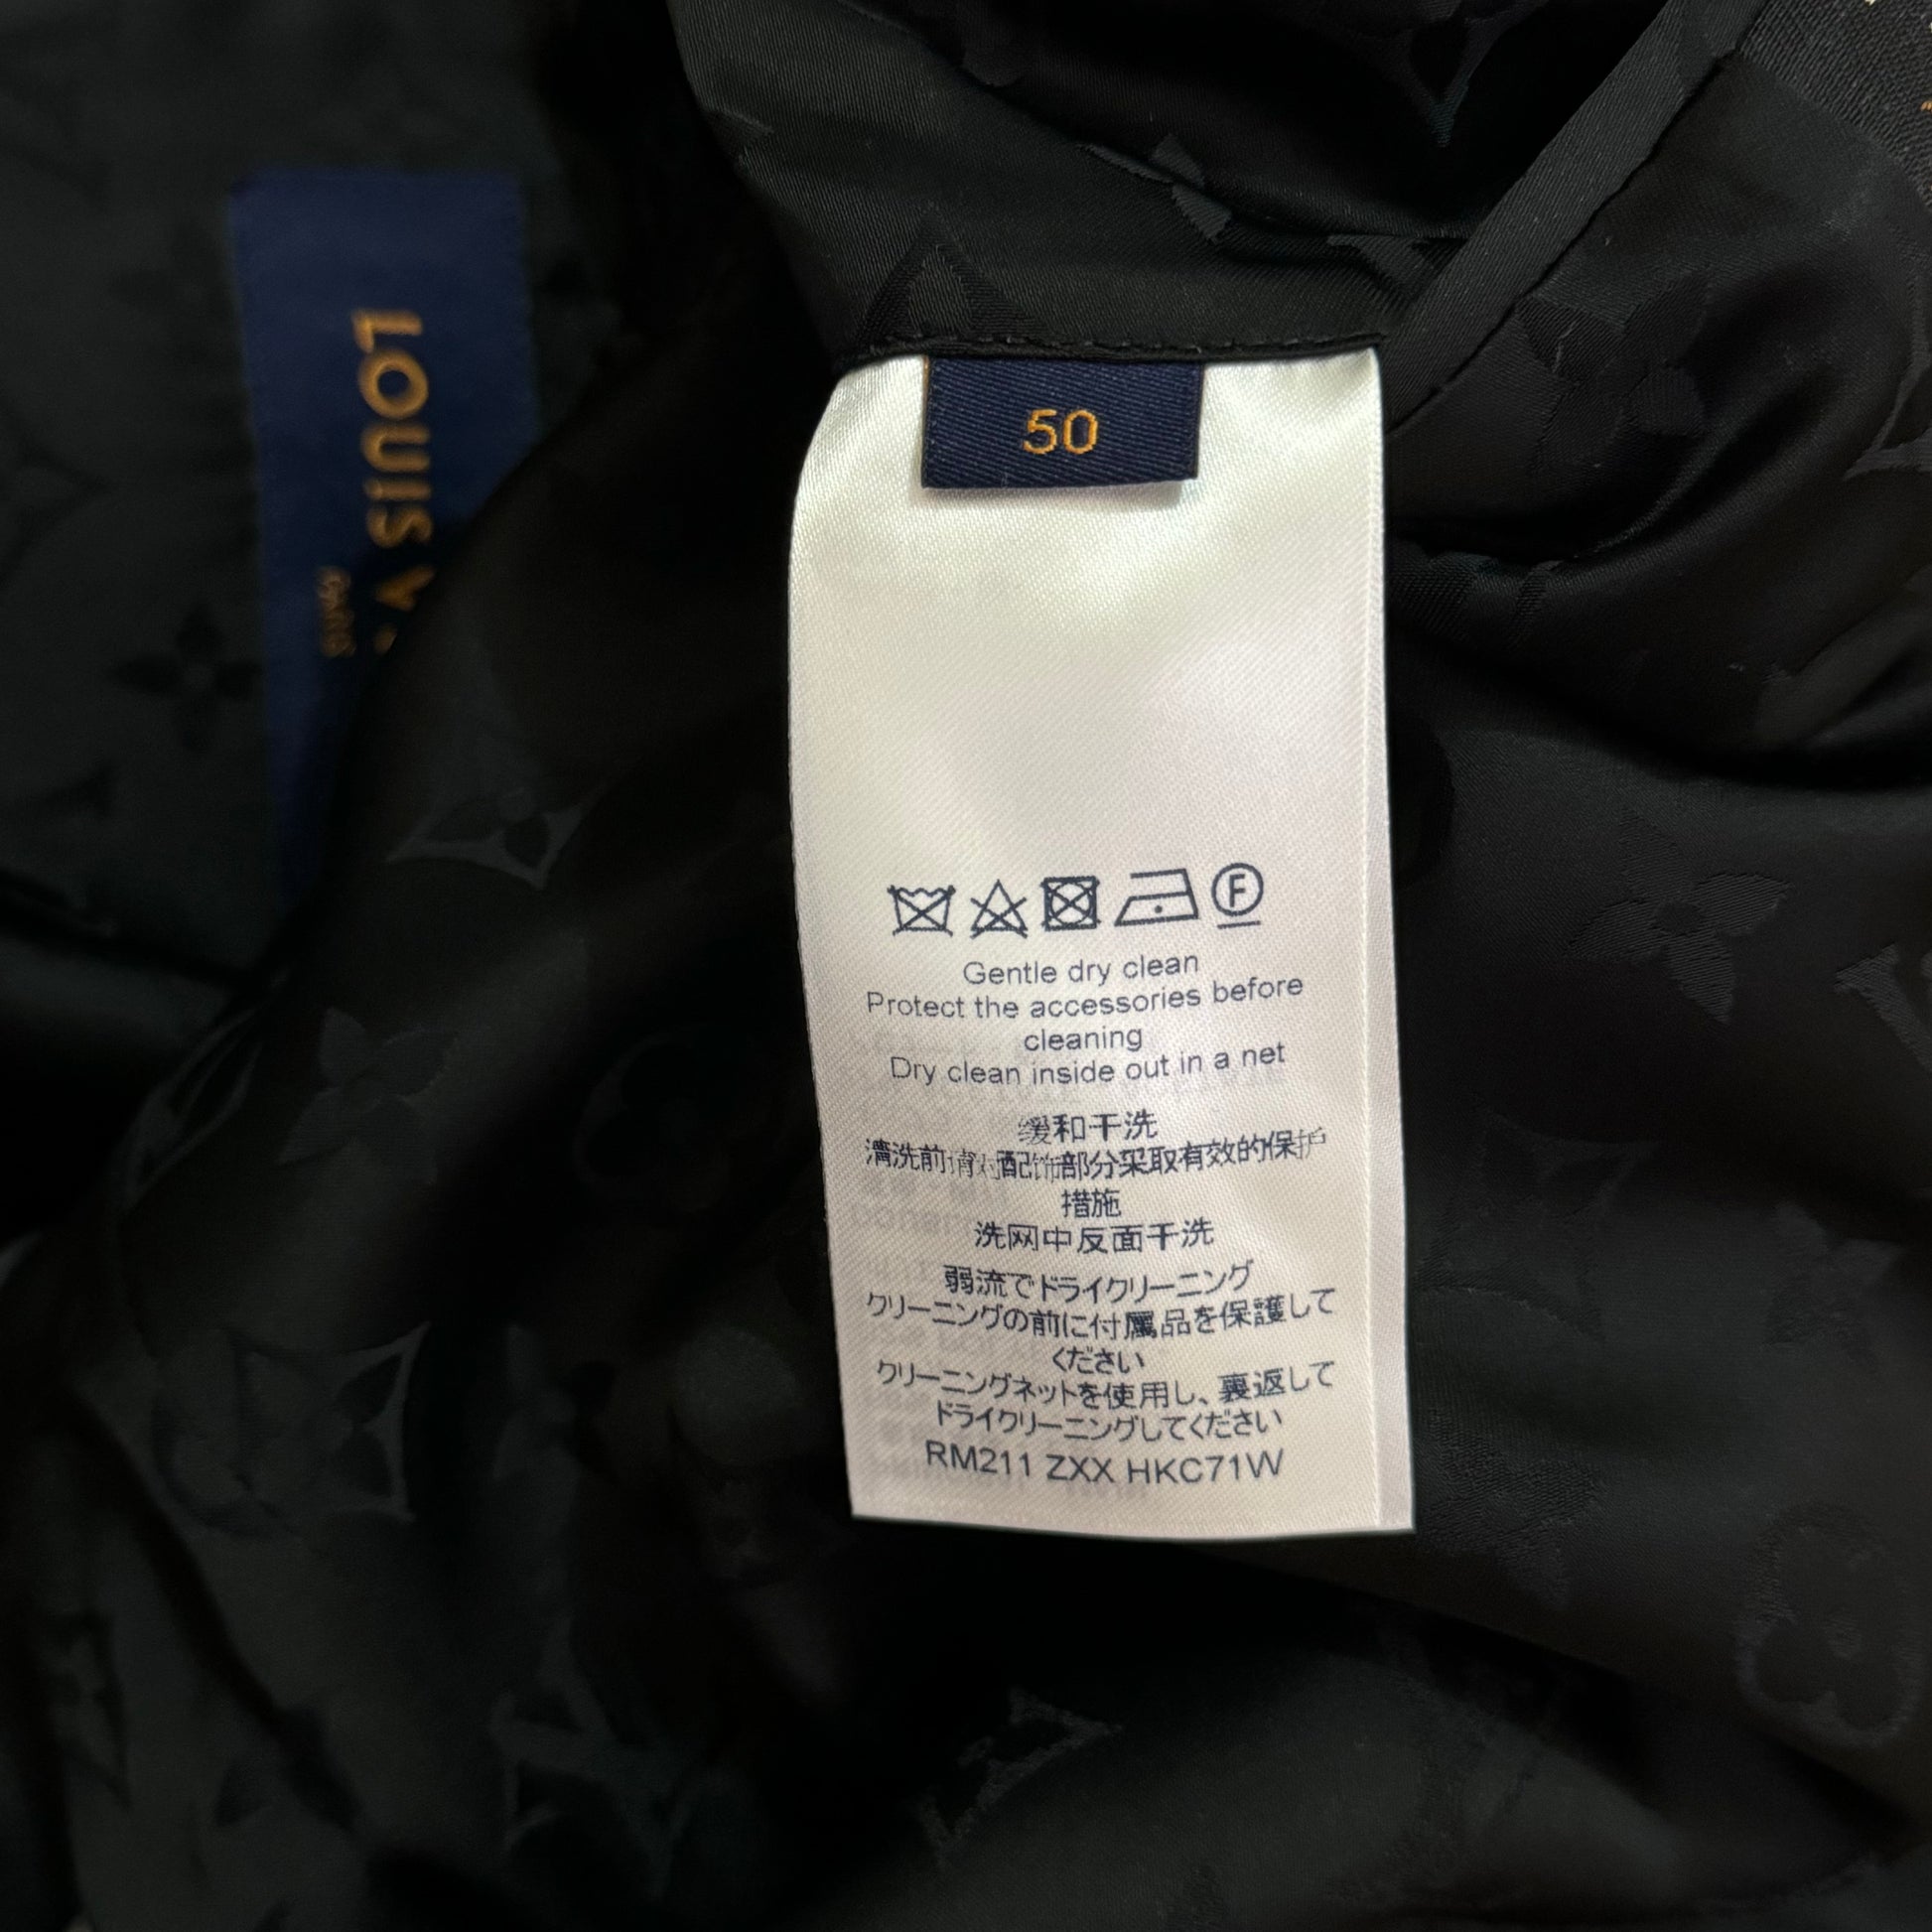 LOUIS V
PARIS
50
F
Gentle dry clean
Protect the accessories before
cleaning
Dry clean inside out in a net
缓和干洗
清洗前请对配饰部分采取有效的保护
措施
洗网中反面干洗
弱流でドライクリーニング
クリーニングの前に付属品を保護して
ください
クリーニングネットを使用し、裏返して
ドライクリーニングしてください
RM211 ZXX HKC71W